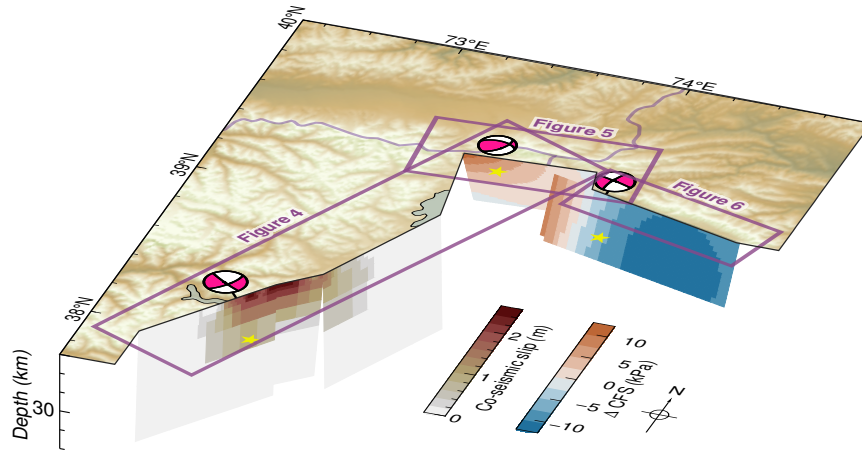 40°N
73°E
74°E
Figure 5
39°N
Figure 6
Figure 4
38°N
Depth (km)
30
0
1
2
Co-seismic slip (m)
10
5
0
−5
−10
Δ CFS (kPa)
N